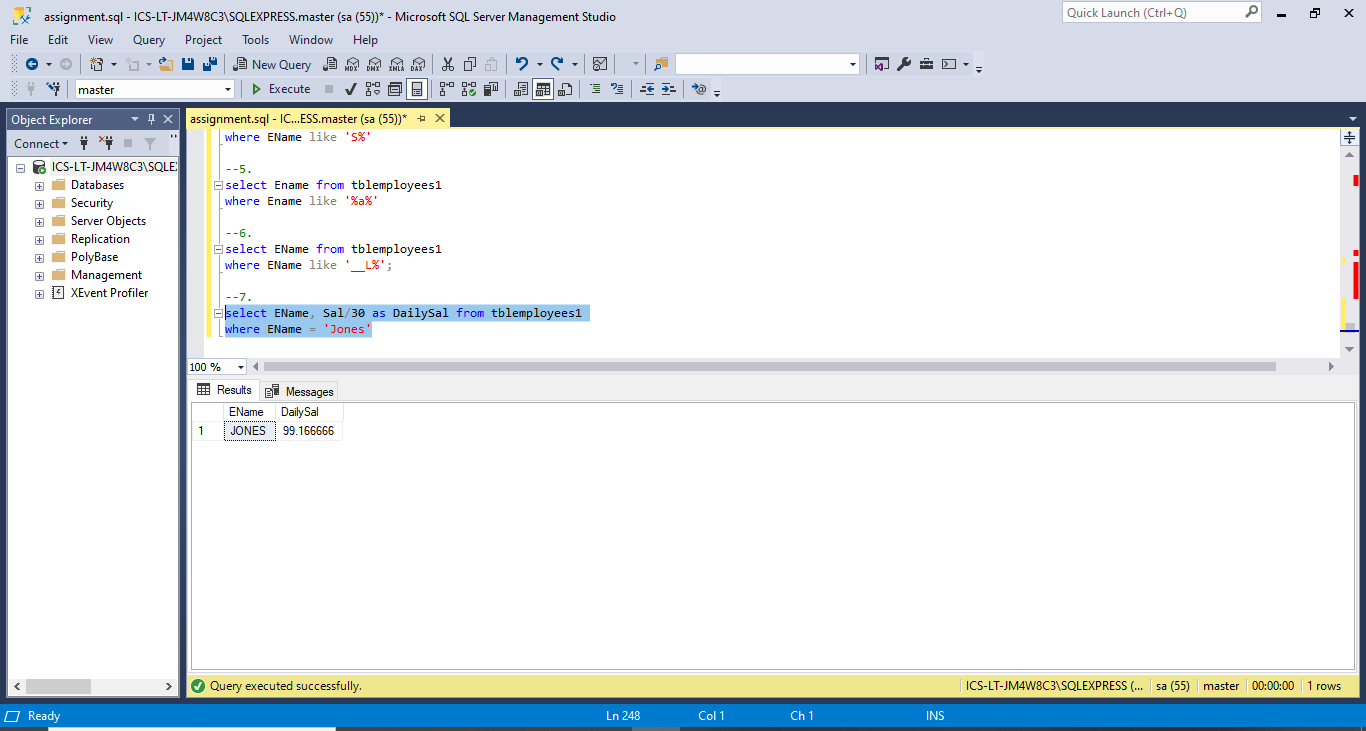 assignment.sql - ICS-LT-JM4W8C3\SQLEXPRESS.master (sa (55))* - Microsoft SQL Server Management Studio
Quick Launch (Ctrl+Q)
File Edit View Query Project Tools Window Help
New Query MDX DMX XMLA DAX
master Execute
Object Explorer
assignment.sql - IC...ESS.master (sa (55))*
Connect
ICS-LT-JM4W8C3\SQLEX
Databases
Security
Server Objects
Replication
PolyBase
Management
XEvent Profiler
where EName like 'S%'
--5.
select Ename from tblemployees1
where Ename like '%a%'
--6.
select EName from tblemployees1
where EName like '__L%';
--7.
select EName, Sal/30 as DailySal from tblemployees1
where EName = 'Jones'
100 %
Results Messages
EName DailySal
1 JONES 99.166666
Query executed successfully.
ICS-LT-JM4W8C3\SQLEXPRESS (... sa (55) master 00:00:00 1 rows
Ready Ln 248 Col 1 Ch 1 INS